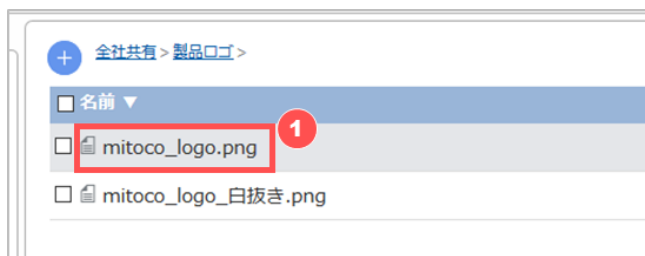 全社共有 > 製品ロゴ >
名前 ▼
1
mitoco_logo.png
mitoco_logo_白抜き.png